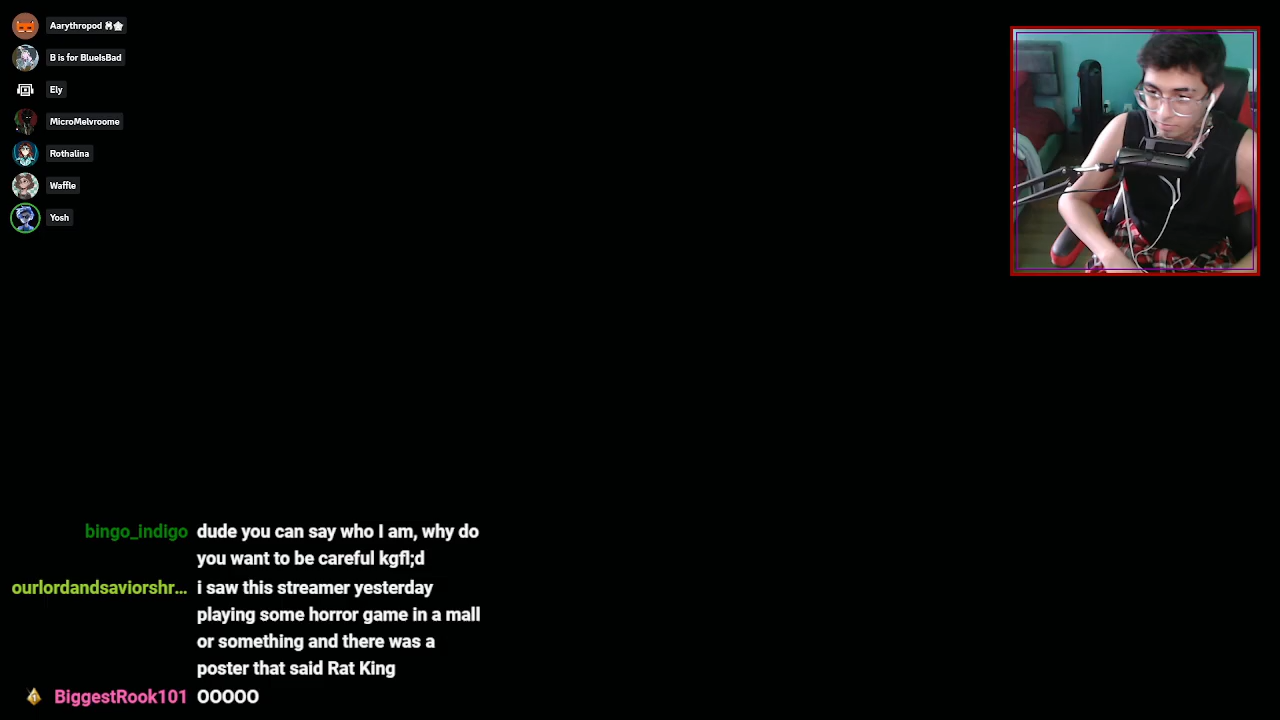 Aarythropod
B is for BlueIsBad
Ely
MicroMelvroome
Rothalina
Waffle
Yosh
bingo_indigo dude you can say who I am, why do
you want to be careful kgfl;d
ourlordandsaviorshr... i saw this streamer yesterday
playing some horror game in a mall
or something and there was a
poster that said Rat King
BiggestRook101 OOOOO